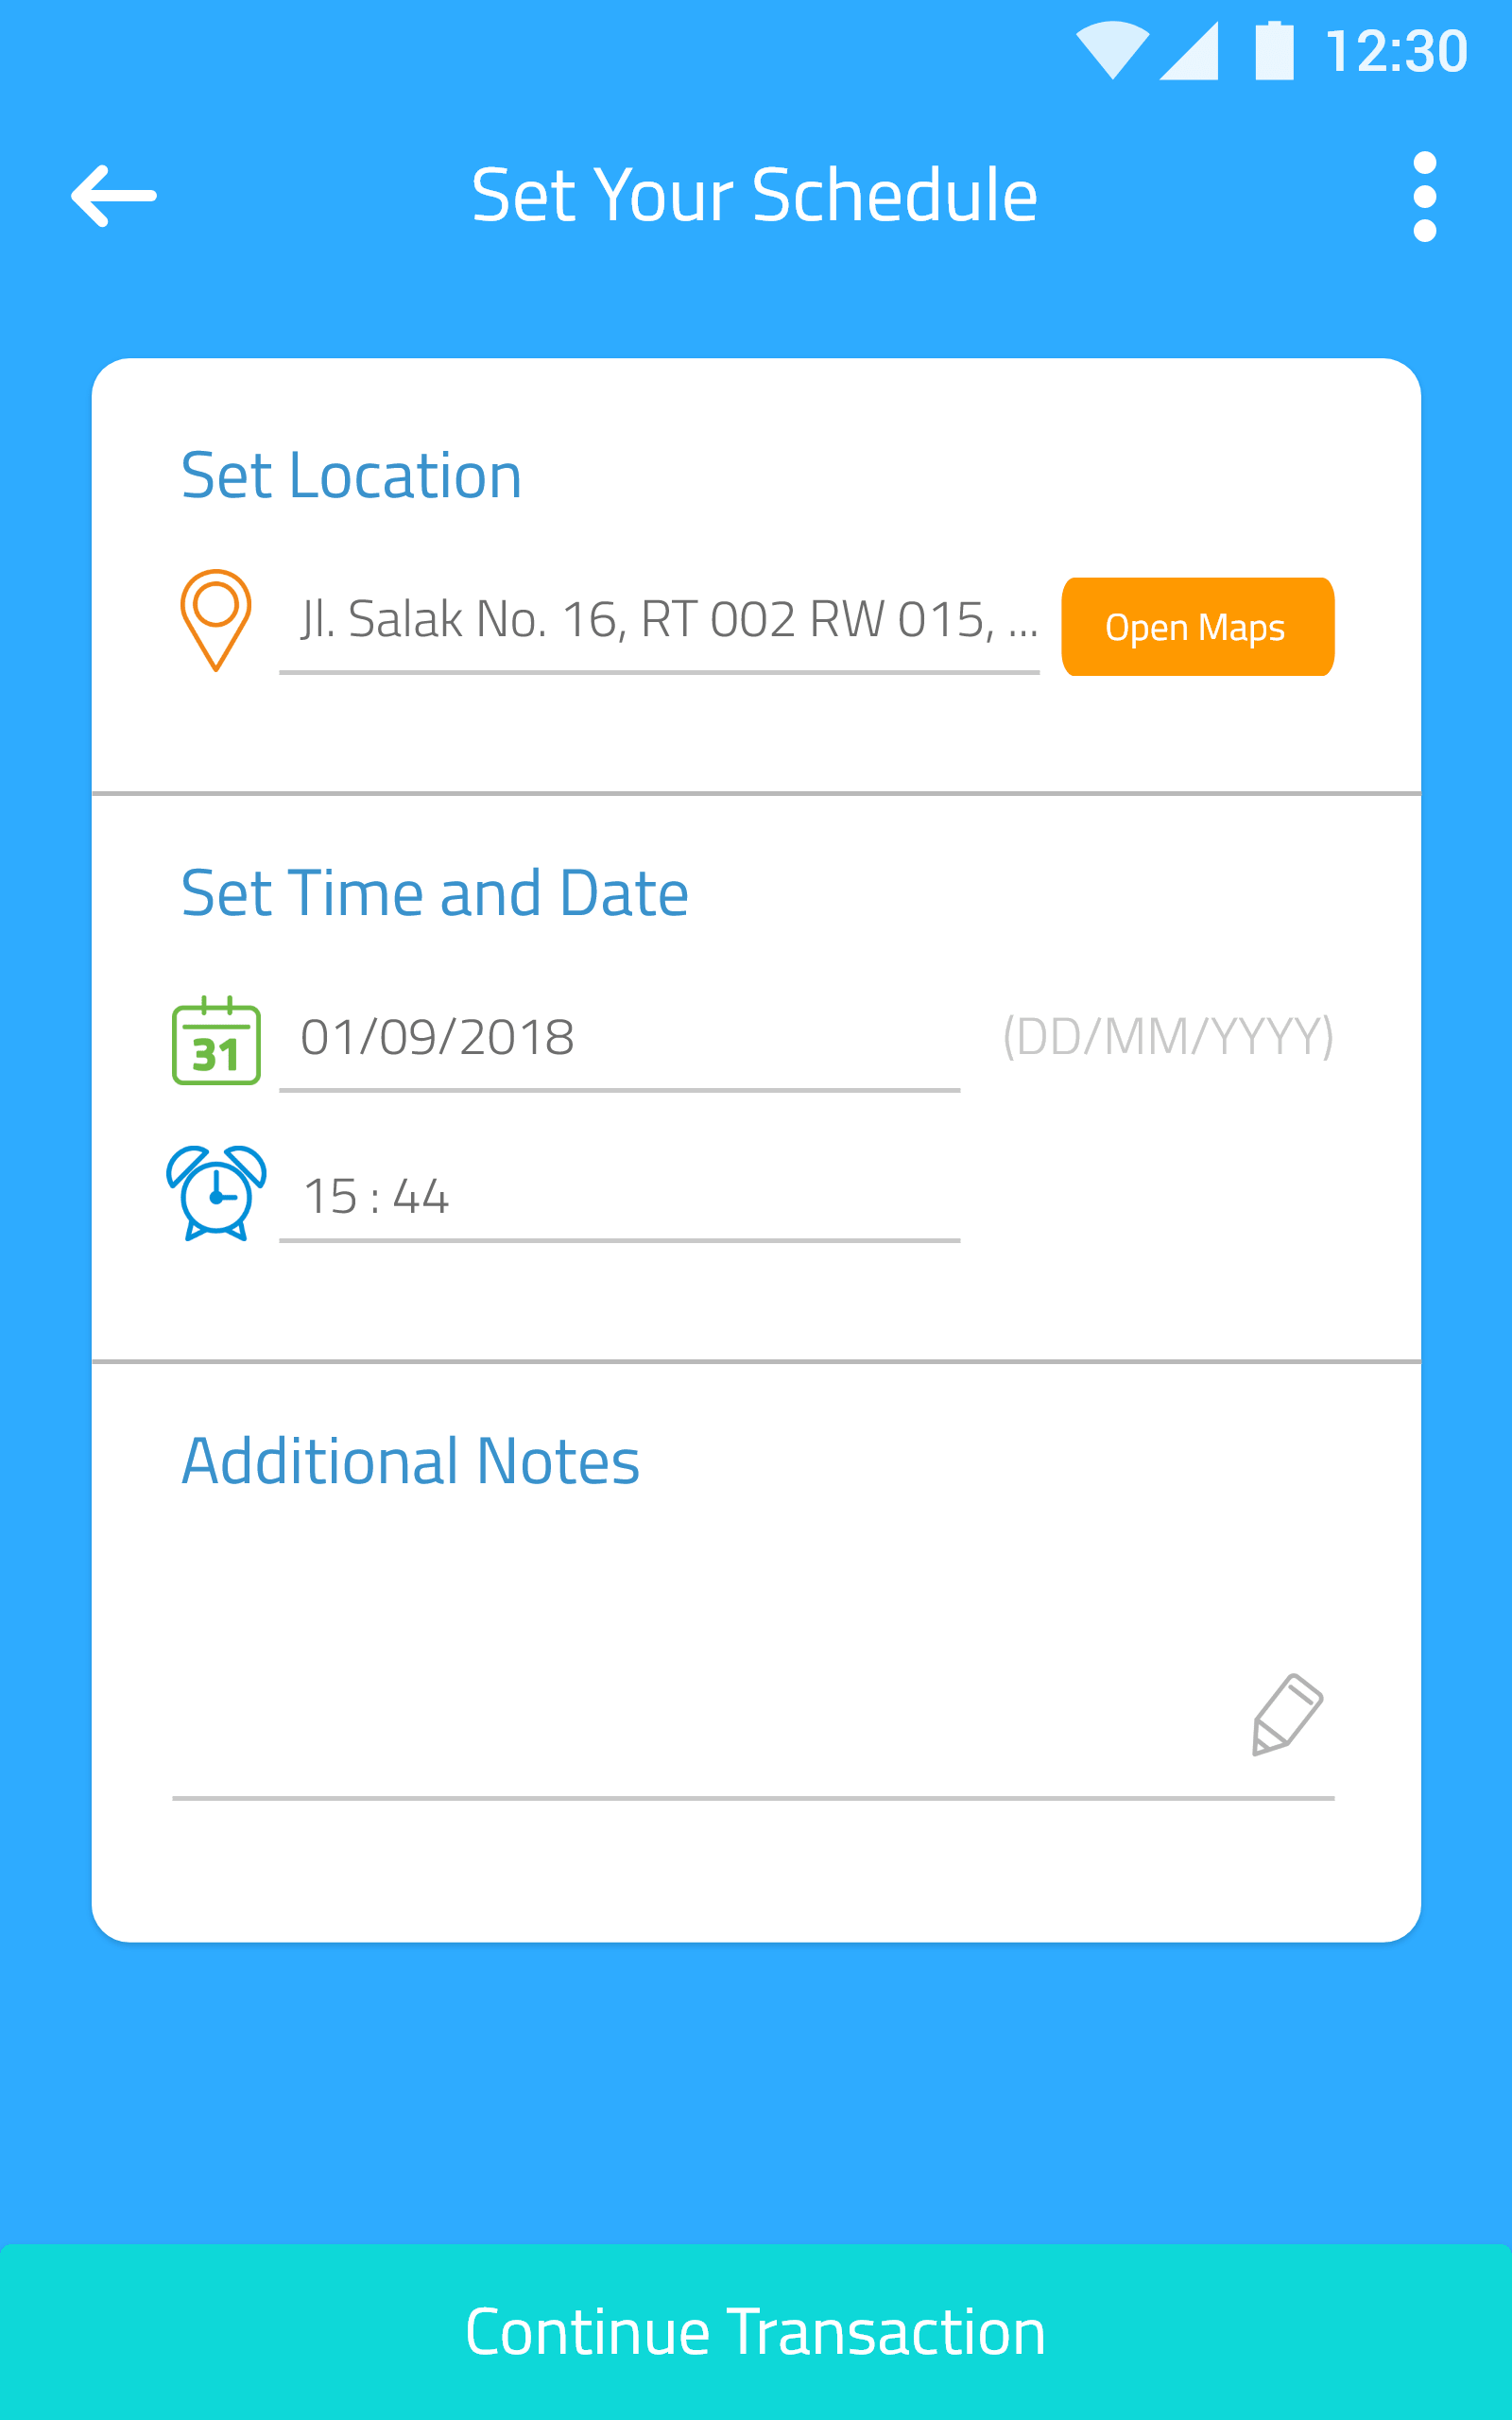 12:30
Set Your Schedule
Set Location
Jl. Salak No. 16, RT 002 RW 015, ...
Open Maps
Set Time and Date
31
01/09/2018
(DD/MM/YYYY)
15 : 44
Additional Notes
Continue Transaction